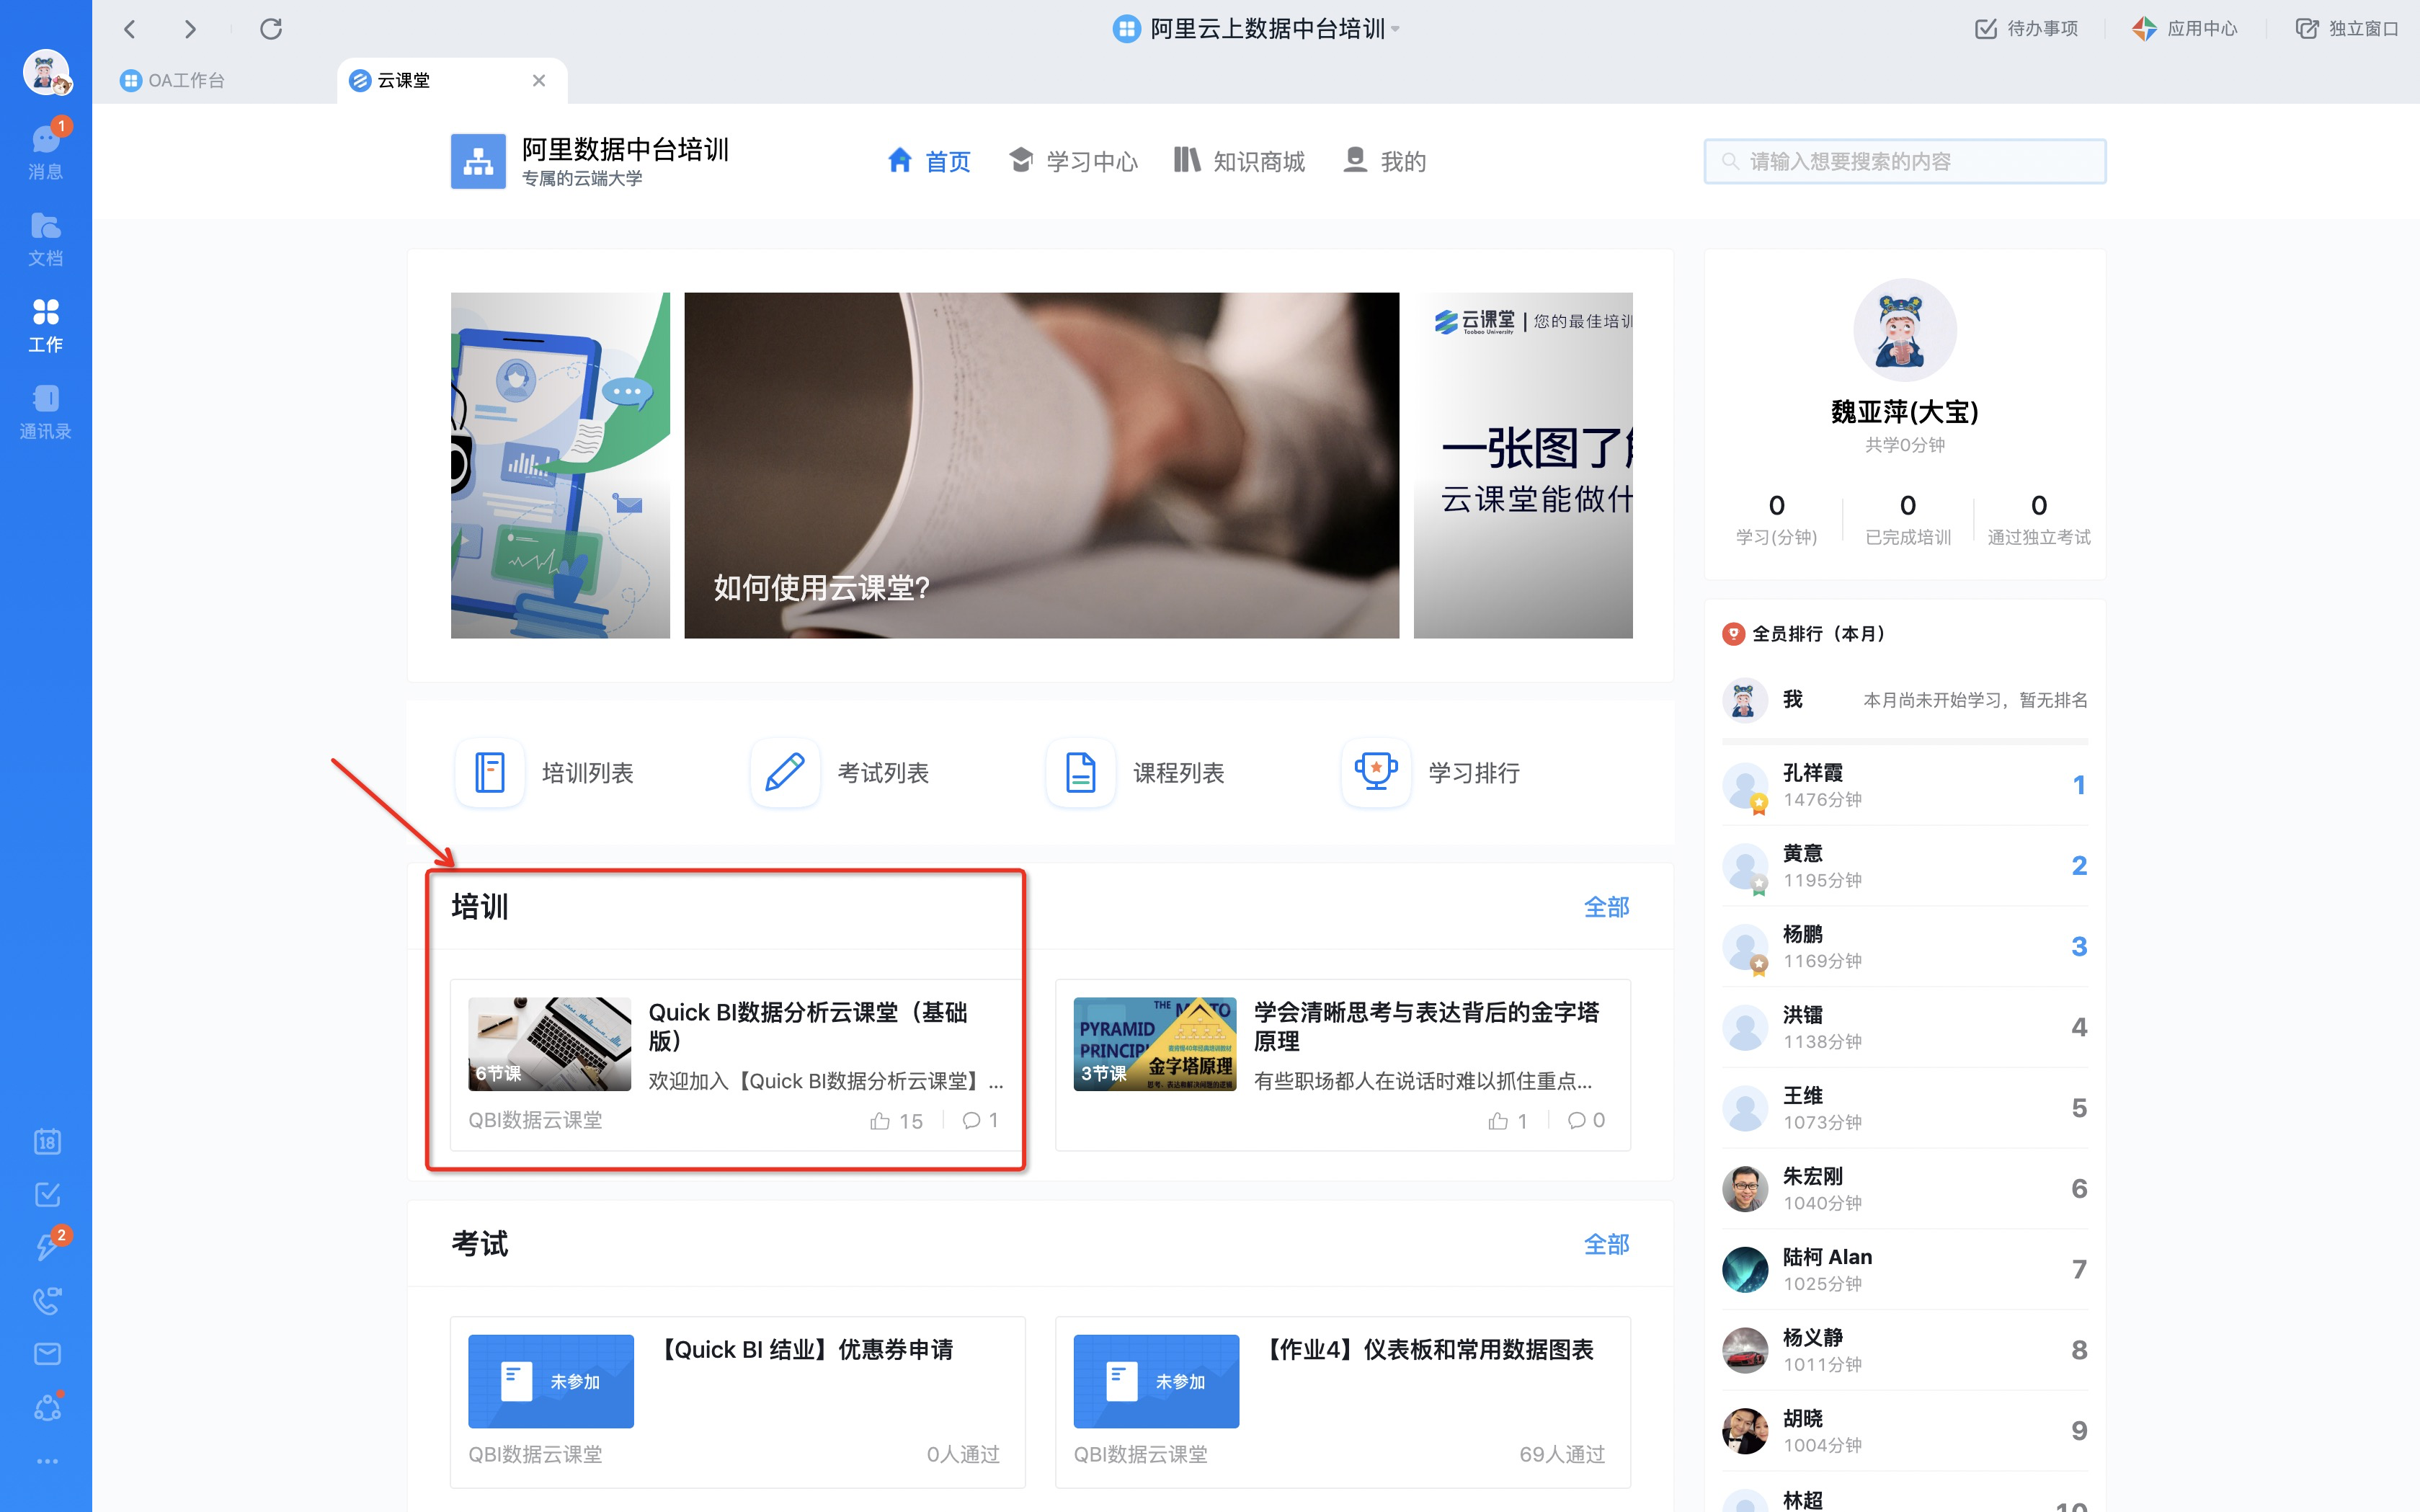 阿里云上数据中台培训
待办事项
应用中心
独立窗口
OA工作台
云课堂
1
消息
文档
工作
通讯录
18
2
阿里数据中台培训
专属的云端大学
首页
学习中心
知识商城
我的
请输入想要搜索的内容
如何使用云课堂?
云课堂
Taobao University
您的最佳培训
一张图了
云课堂能做什
魏亚萍(大宝)
共学0分钟
0
学习(分钟)
0
已完成培训
0
通过独立考试
培训列表
考试列表
课程列表
学习排行
全员排行（本月）
我
本月尚未开始学习，暂无排名
孔祥霞
1476分钟
1
黄意
1195分钟
2
杨鹏
1169分钟
3
洪镭
1138分钟
4
王维
1073分钟
5
朱宏刚
1040分钟
6
陆柯 Alan
1025分钟
7
杨义静
1011分钟
8
胡晓
1004分钟
9
林超
10
培训
全部
6节课
Quick BI数据分析云课堂（基础
版）
欢迎加入【Quick BI数据分析云课堂】...
QBI数据云课堂
15
1
THE
PYRAMID
金字塔原理
3节课
学会清晰思考与表达背后的金字塔
原理
有些职场都人在说话时难以抓住重点...
1
0
考试
全部
未参加
【Quick BI 结业】优惠券申请
QBI数据云课堂
0人通过
未参加
【作业4】仪表板和常用数据图表
QBI数据云课堂
69人通过